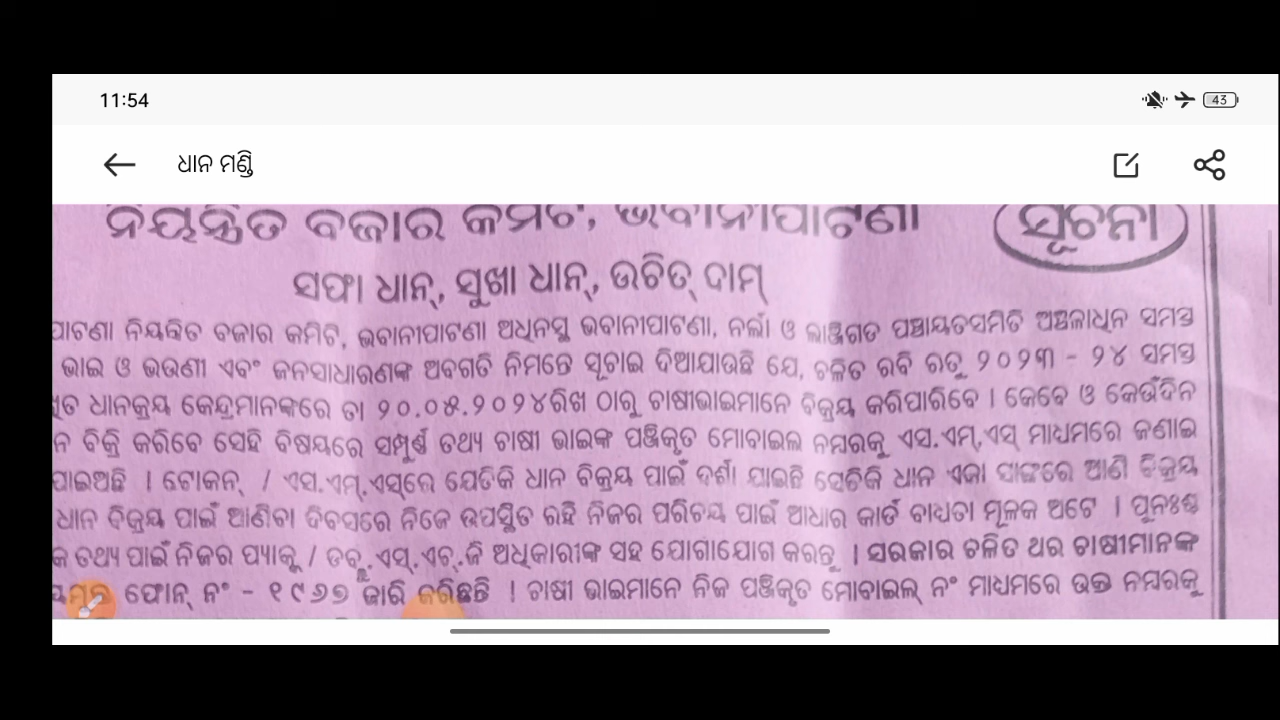 11:54
43
ଧାନ ମଣ୍ଡି
ନିୟନ୍ତ୍ରିତ ବଜାର କମିଟି, ଭବାନୀପାଟଣା
ସୂଚନା
ସଫା ଧାନ୍, ସୁଖା ଧାନ୍, ଉଚିତ୍ ଦାମ୍
ପାଟଣା ନିୟନ୍ତ୍ରିତ ବଜାର କମିଟି, ଭବାନୀପାଟଣା ଅଧିନସ୍ଥ ଭବାନୀପାଟଣା, ନର୍ଲା ଓ ଲାଞ୍ଜିଗଡ ପଞ୍ଚାୟତସମିତି ଅଞ୍ଚଳାଧିନ ସମସ୍ତ
ଭାଇ ଓ ଭଉଣୀ ଏବଂ ଜନସାଧାରଣଙ୍କ ଅବଗତି ନିମନ୍ତେ ସୂଚାଇ ଦିଆଯାଉଛି ଯେ, ଚଳିତ ରବି ଋତୁ ୨୦୨୩ - ୨୪ ସମସ୍ତ
ଧାନକ୍ରୟ କେନ୍ଦ୍ରମାନଙ୍କରେ ତା ୨୦.୦୫.୨୦୨୪ରିଖ ଠାରୁ ଚାଷୀଭାଇମାନେ ବିକ୍ରୟ କରିପାରିବେ । କେବେ ଓ କେଉଁଦିନ
ନ ବିକ୍ରି କରିବେ ସେହି ବିଷୟରେ ସମ୍ପୂର୍ଣ୍ଣ ତଥ୍ୟ ଚାଷୀ ଭାଇଙ୍କ ପଞ୍ଜିକୃତ ମୋବାଇଲ ନମ୍ବରକୁ ଏସ.ଏମ୍.ଏସ୍ ମାଧ୍ୟମରେ ଜଣାଇ
ପାଇଅଛି । ଟୋକନ୍ / ଏସ.ଏମ୍.ଏସ୍‌ରେ ଯେତିକି ଧାନ ବିକ୍ରୟ ପାଇଁ ଦର୍ଶା ଯାଇଛି ସେତିକି ଧାନ ଏକା ସାଙ୍ଗରେ ଆଣି ବିକ୍ରୟ
ଧାନ ବିକ୍ରୟ ପାଇଁ ଆଣିବା ଦିବସରେ ନିଜେ ଉପସ୍ଥିତ ରହି ନିଜର ପରିଚୟ ପାଇଁ ଆଧାର କାର୍ଡ ବାଧ୍ୟତା ମୂଳକ ଅଟେ । ପୁନଃଶ୍ଚ
କ ତଥ୍ୟ ପାଇଁ ନିଜର ପ୍ୟାକ୍ସ / ଡବ୍ଲୁ.ଏସ୍.ଏଚ୍.ଜି ଅଧିକାରୀଙ୍କ ସହ ଯୋଗାଯୋଗ କରନ୍ତୁ । ସରକାର ଚଳିତ ଥର ଚାଷୀମାନଙ୍କ
ଫୋନ୍ ନଂ - ୧୯୬୭ ଜାରି କରିଛନ୍ତି । ଚାଷୀ ଭାଇମାନେ ନିଜ ପଞ୍ଜିକୃତ ମୋବାଇଲ୍ ନଂ ମାଧ୍ୟମରେ ଉକ୍ତ ନମ୍ବରକୁ